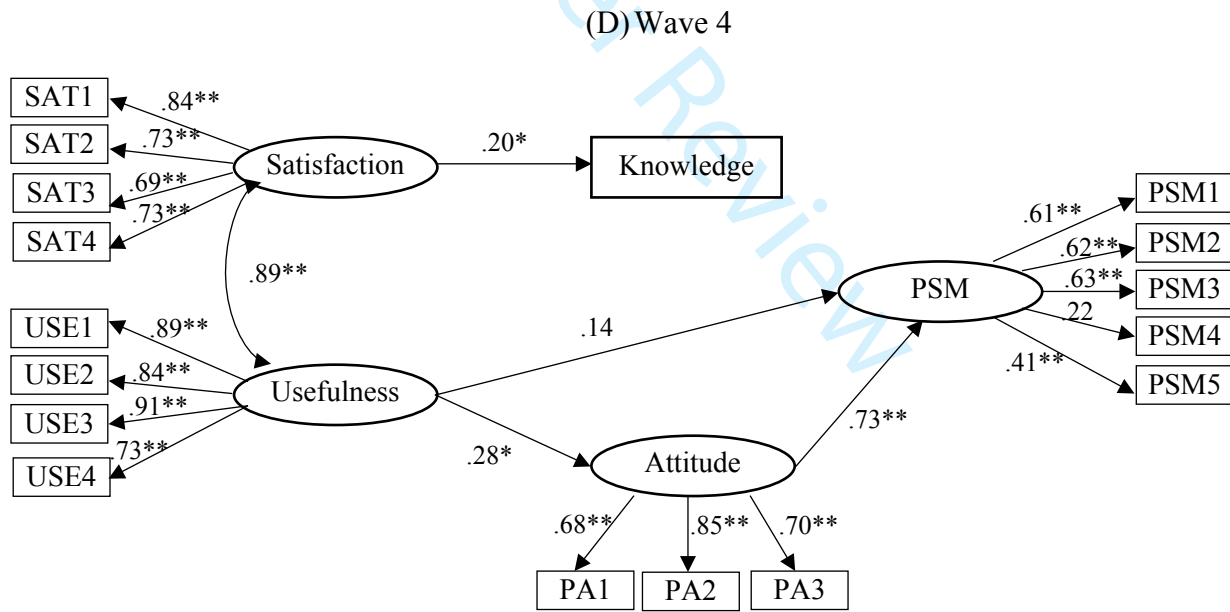 (D) Wave 4
SAT1
SAT2
SAT3
SAT4
.84**
.73**
.69**
.73**
Satisfaction
.20*
Knowledge
.89**
USE1
USE2
USE3
USE4
.89**
.84**
.91**
.73**
Usefulness
.14
.28*
Attitude
.73**
.68**
.85**
.70**
PA1
PA2
PA3
PSM
.61**
.62**
.63**
.22
.41**
PSM1
PSM2
PSM3
PSM4
PSM5
er Review